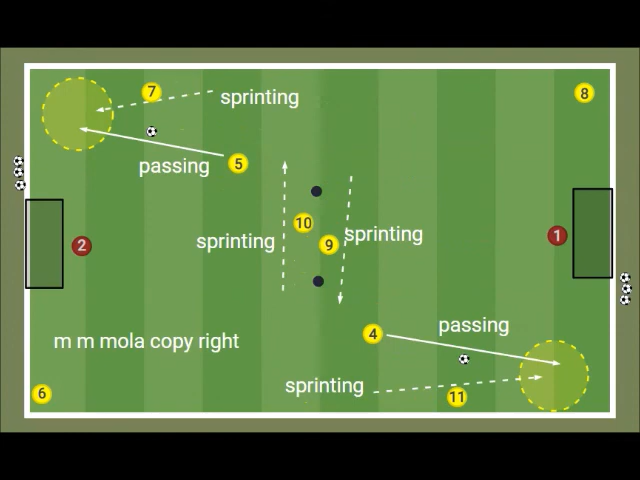 7
sprinting
8
passing
5
10
sprinting
9
sprinting
2
1
passing
4
m m mola copy right
sprinting
6
11